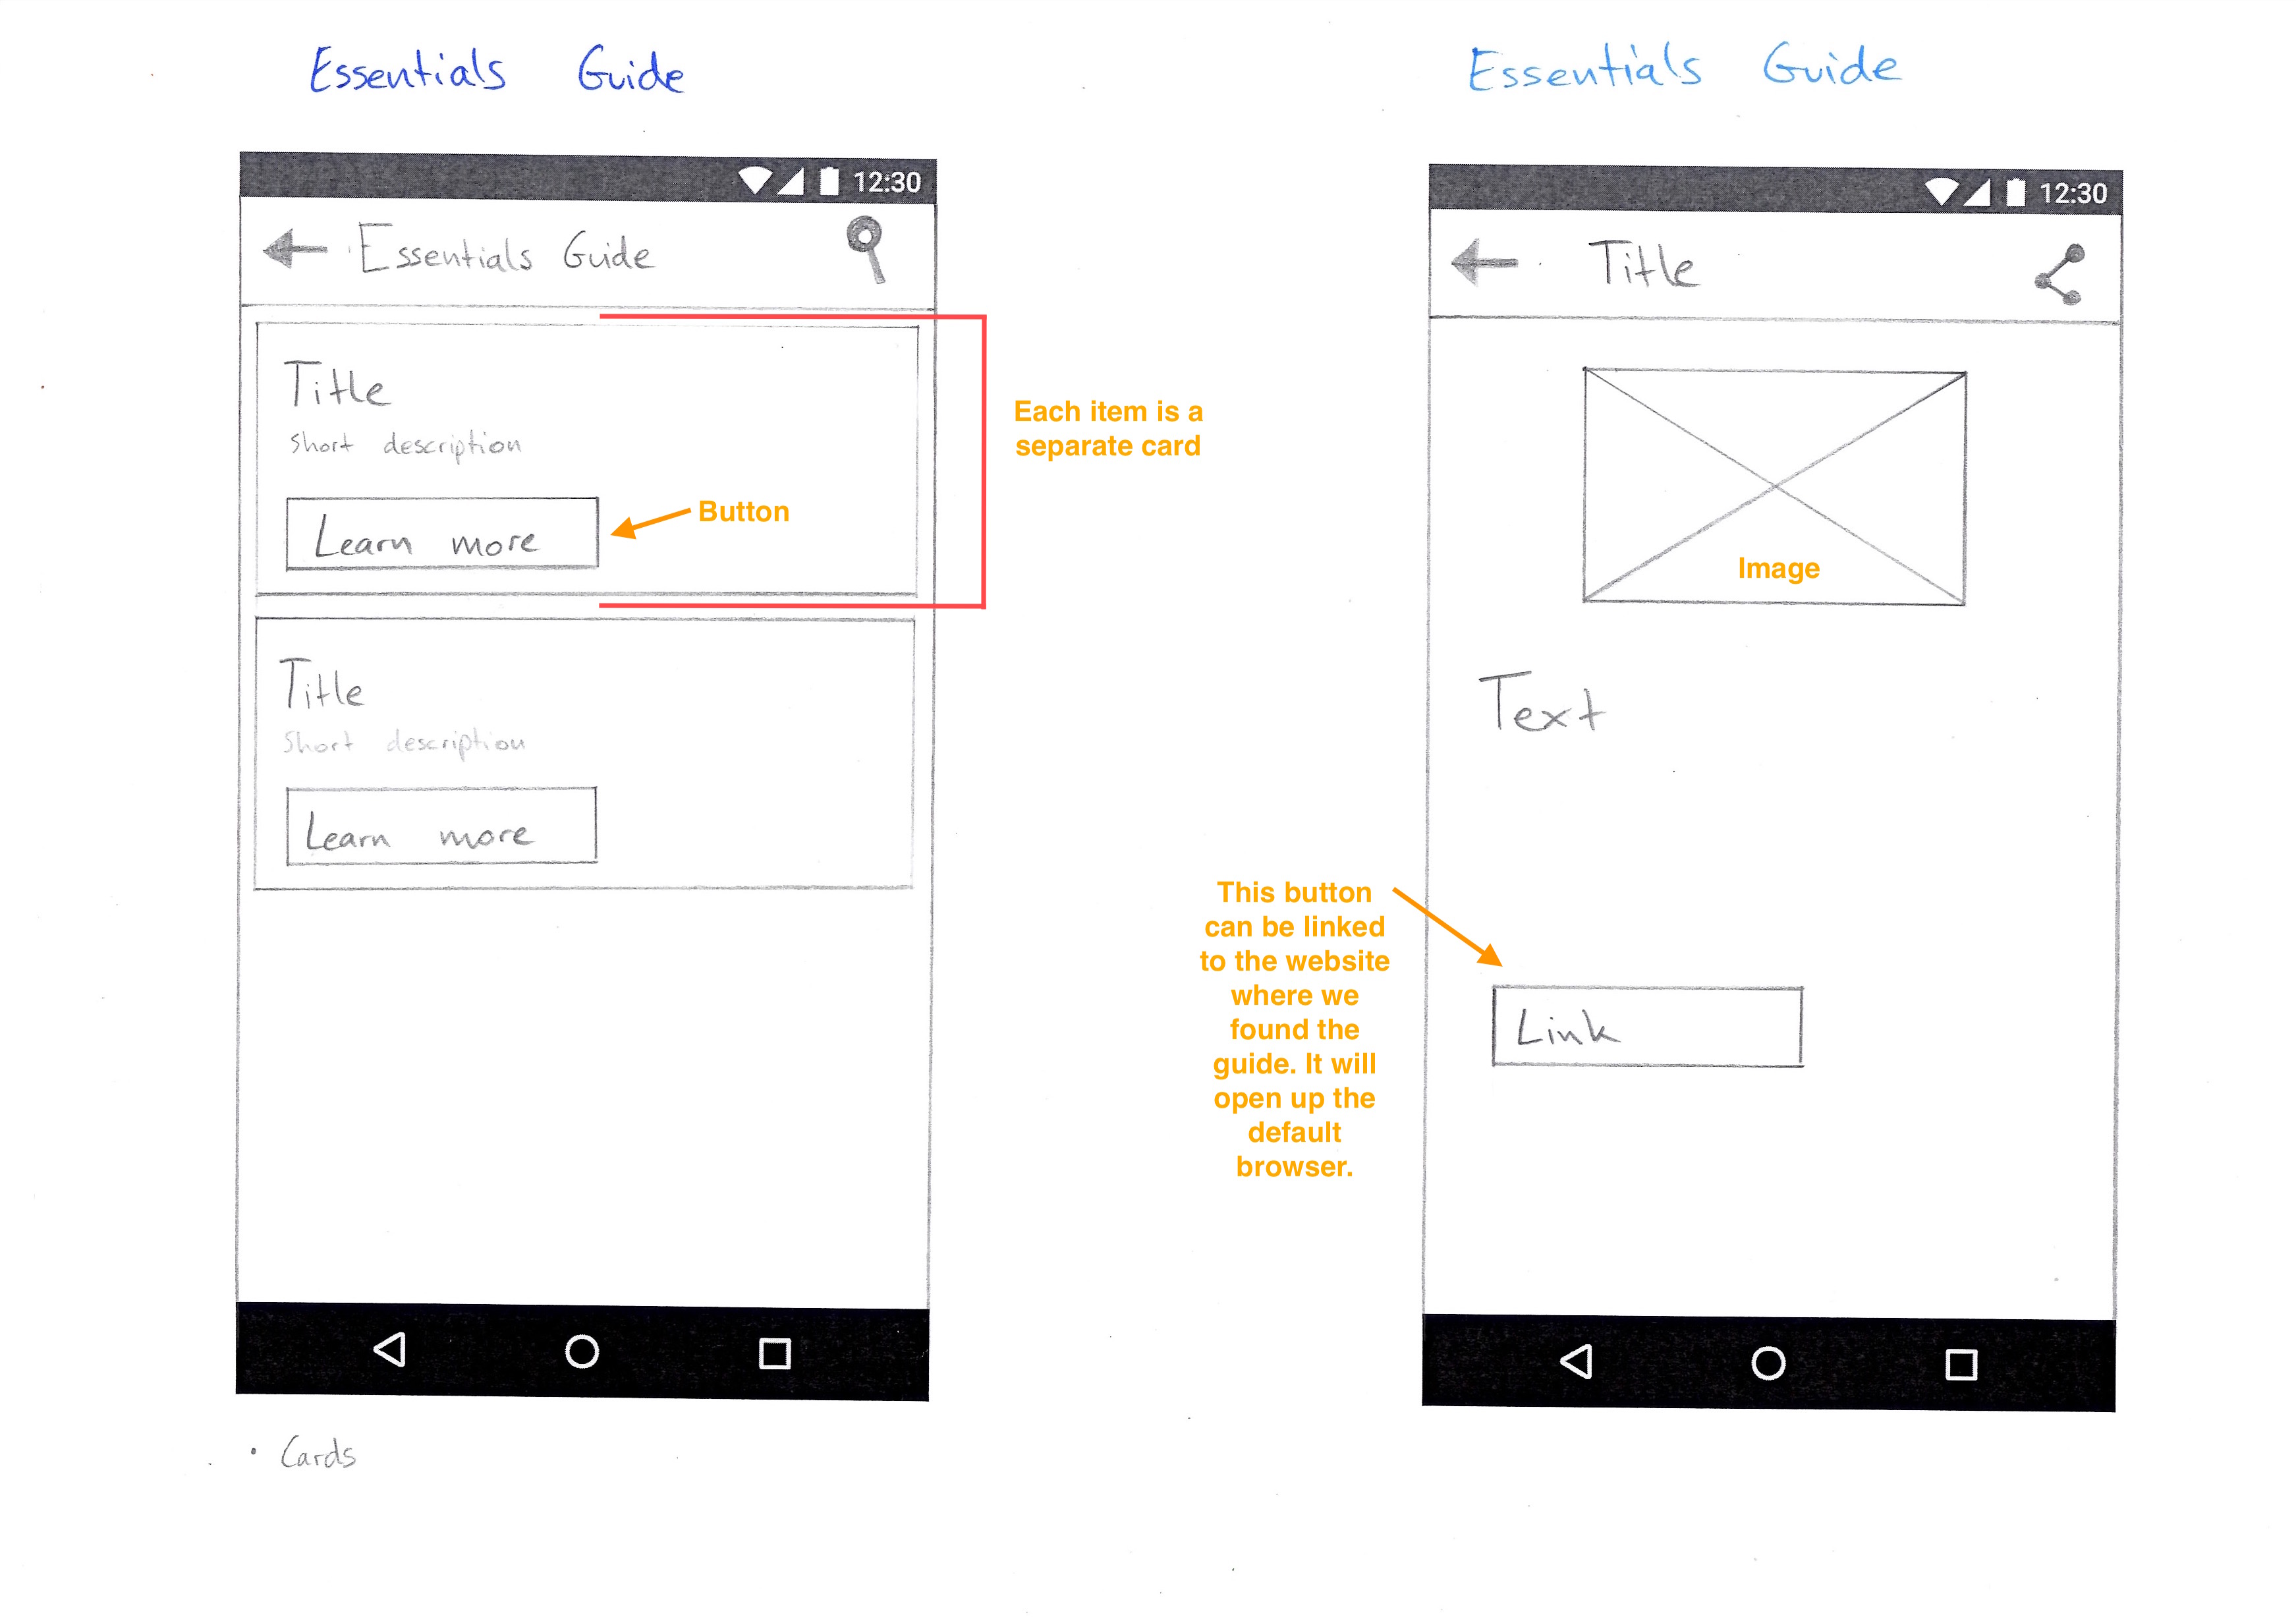 Essentials Guide
12:30
Essentials Guide
Title
Short description
Learn more
Button
Each item is a
separate card
Title
Short description
Learn more
• Cards
Essentials Guide
12:30
Title
Image
Text
This button
can be linked
to the website
where we
found the
guide. It will
open up the
default
browser.
Link